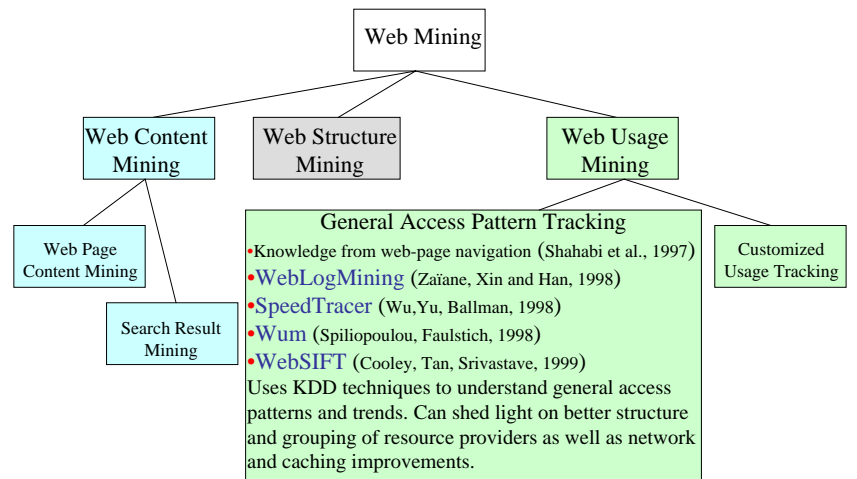 Web Mining
Web Content
Mining
Web Structure
Mining
Web Usage
Mining
Web Page
Content Mining
Search Result
Mining
General Access Pattern Tracking
•Knowledge from web-page navigation (Shahabi et al., 1997)
•WebLogMining (Zaïane, Xin and Han, 1998)
•SpeedTracer (Wu,Yu, Ballman, 1998)
•Wum (Spiliopoulou, Faulstich, 1998)
•WebSIFT (Cooley, Tan, Srivastave, 1999)
Uses KDD techniques to understand general access
patterns and trends. Can shed light on better structure
and grouping of resource providers as well as network
and caching improvements.
Customized
Usage Tracking